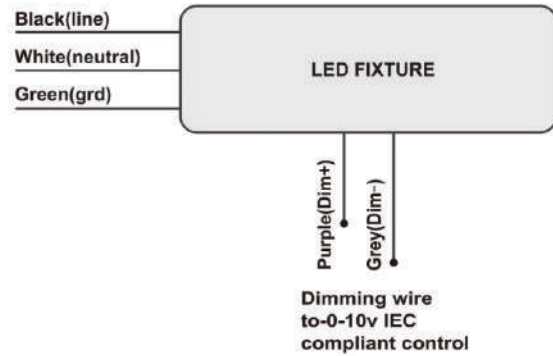 Black(line)
White(neutral)
Green(grd)
LED FIXTURE
Purple(Dim+)
Grey(Dim-)
Dimming wire
to-0-10v IEC
compliant control